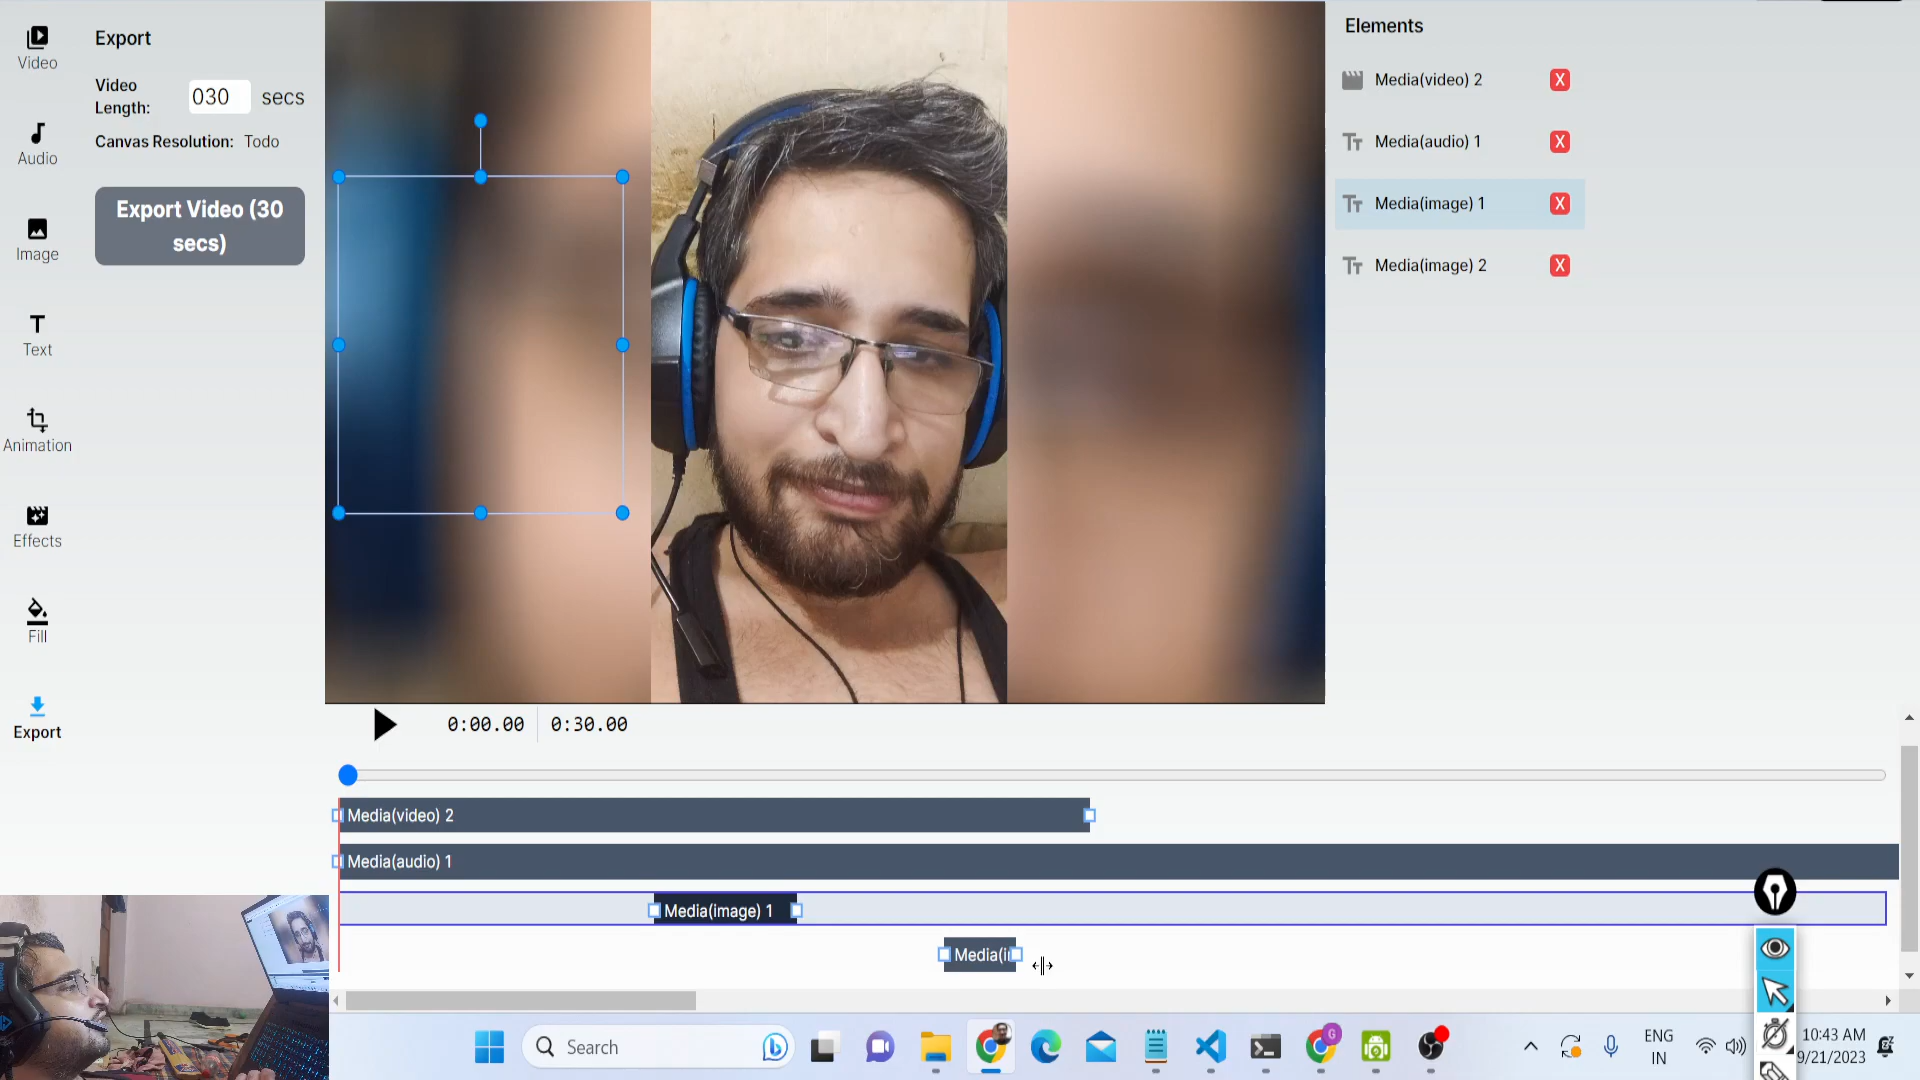 Video
Audio
Image
Text
Animation
Effects
Fill
Export
Export
Video
Length:
030 secs
Canvas Resolution: Todo
Export Video (30
secs)
Elements
Media(video) 2
X
Media(audio) 1
X
Media(image) 1
X
Media(image) 2
X
0:00.00
0:30.00
Media(video) 2
Media(audio) 1
Media(image) 1
Media(i
Search
G
ENG
IN
10:43 AM
9/21/2023